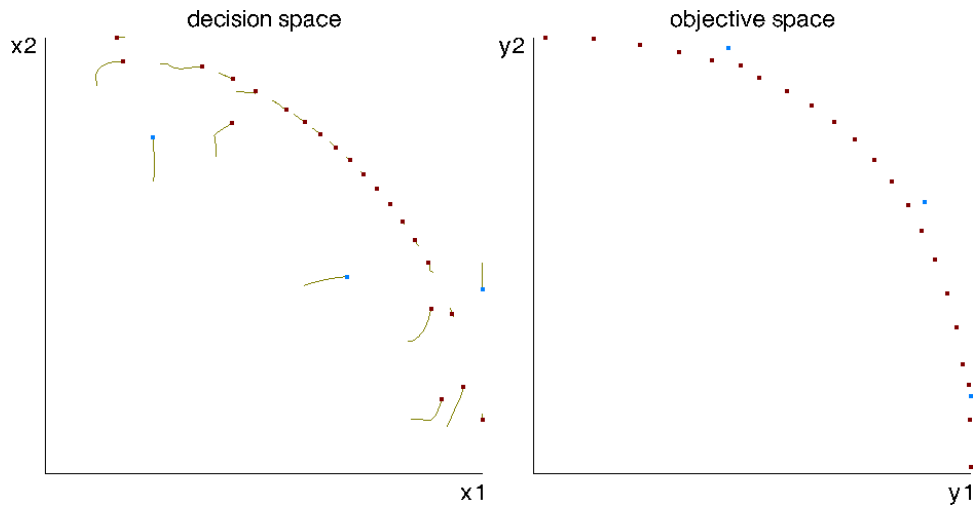 decision space
x2
x1
objective space
y2
y1